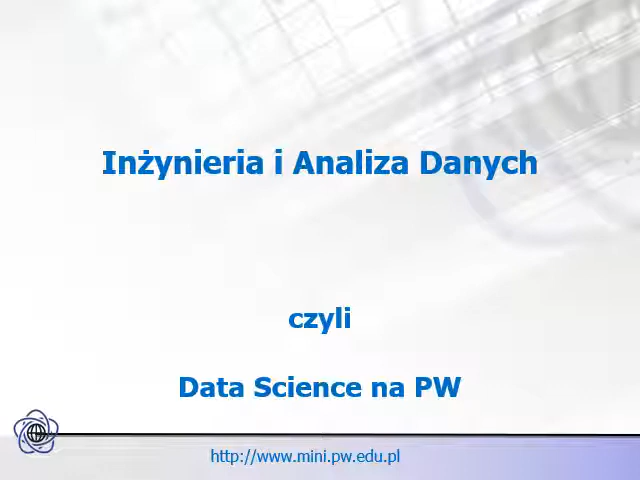 Inżynieria i Analiza Danych
czyli
Data Science na PW
http://www.mini.pw.edu.pl